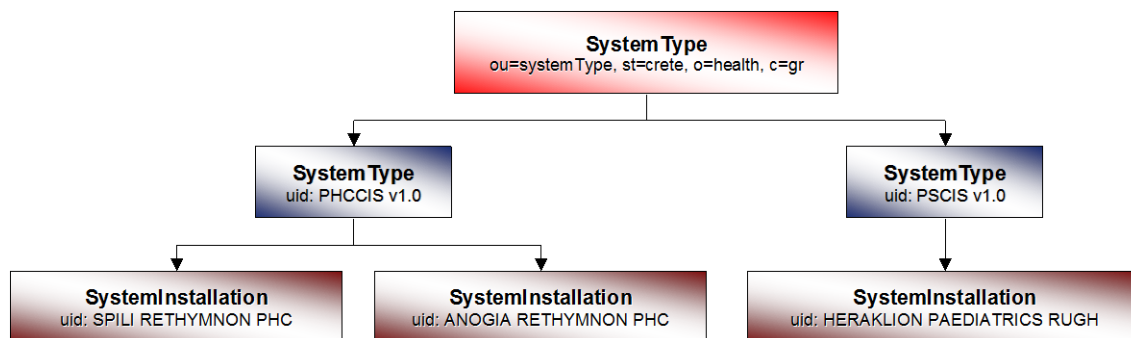 SystemType
ou=systemType, st=crete, o=health, c=gr
SystemType
uid: PHCCIS v1.0
SystemType
uid: PSCIS v1.0
SystemInstallation
uid: SPILI RETHYMNON PHC
SystemInstallation
uid: ANOGIA RETHYMNON PHC
SystemInstallation
uid: HERAKLION PAEDIATRICS RUGH